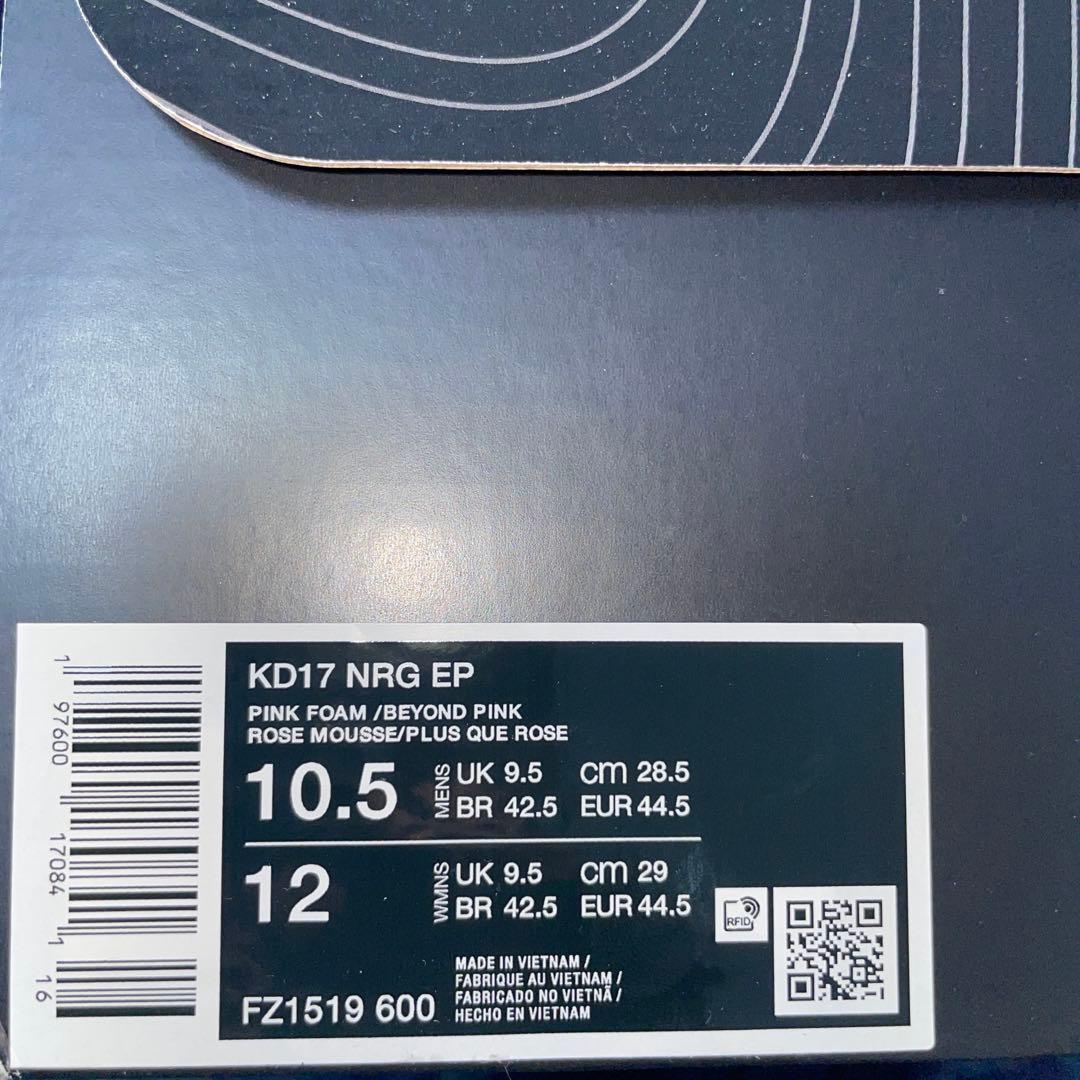 KD17 NRG EP
PINK FOAM /BEYOND PINK
ROSE MOUSSE/PLUS QUE ROSE
10.5 MENS UK 9.5 cm 28.5
BR 42.5 EUR 44.5
12 WMNS UK 9.5 cm 29
BR 42.5 EUR 44.5
RFID
MADE IN VIETNAM /
FABRIQUE AU VIETNAM /
FABRICADO NO VIETNÃ /
HECHO EN VIETNAM
FZ1519 600
1 97600 17084 1 16